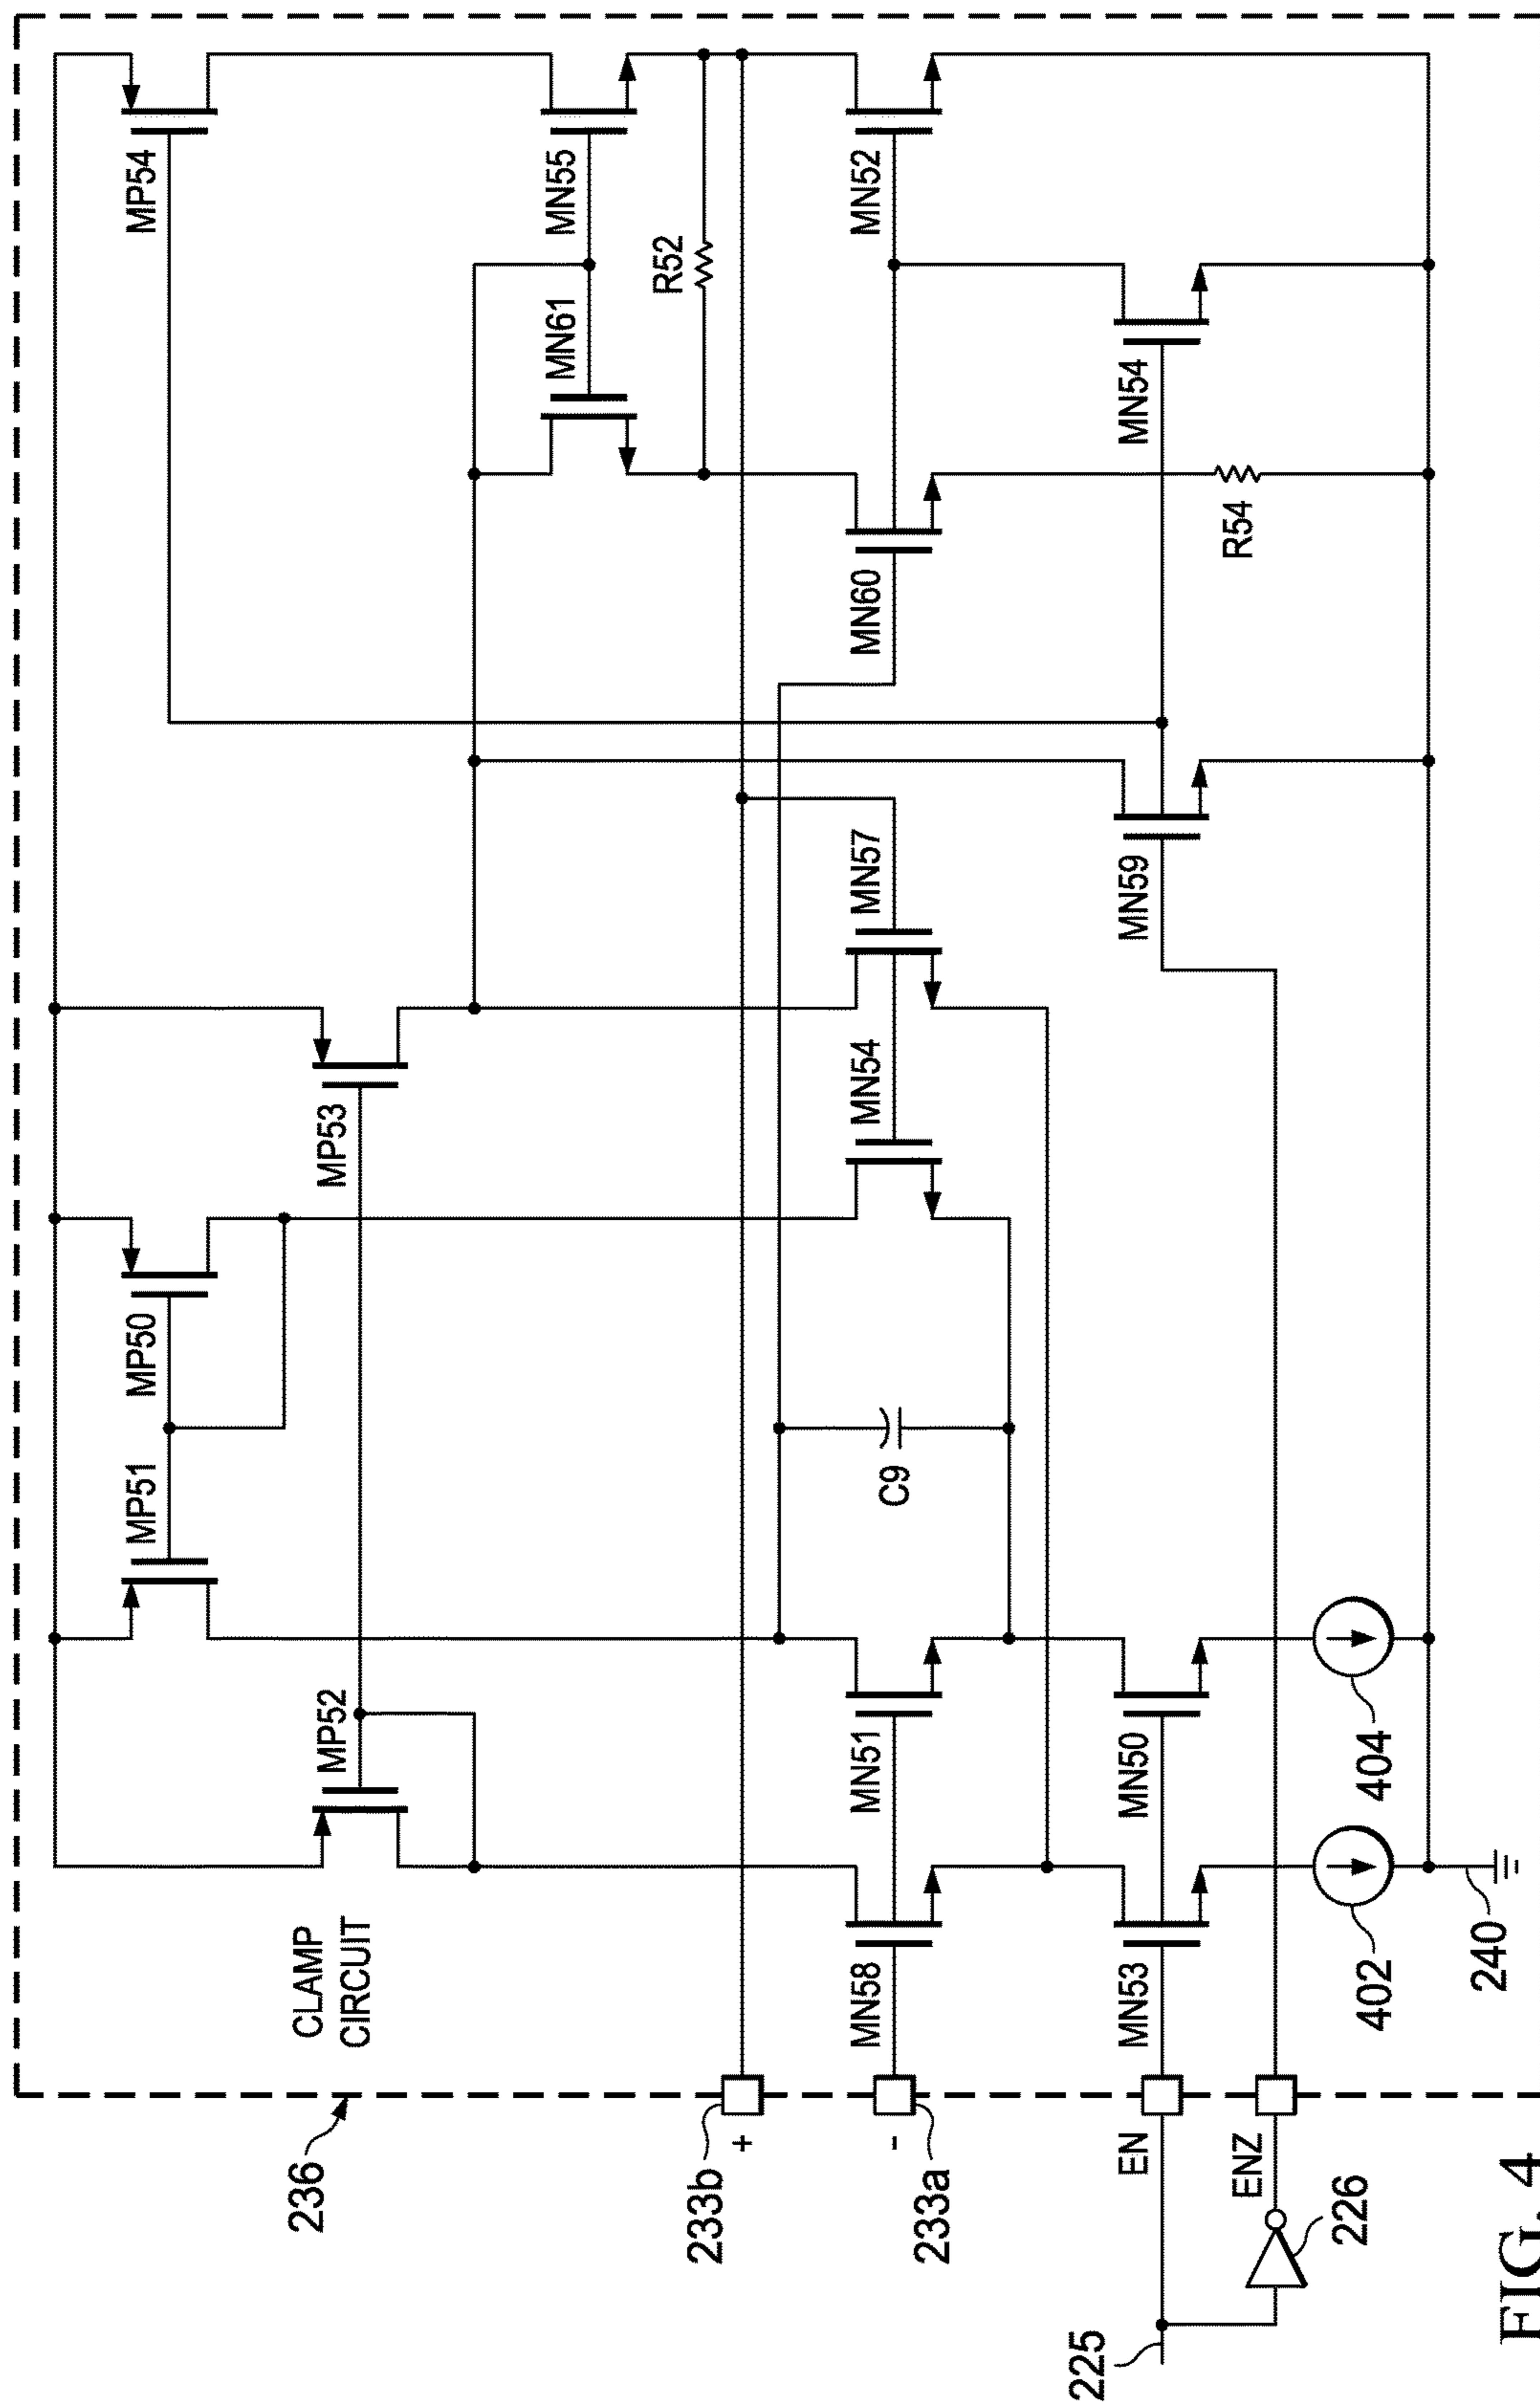 236
CLAMP
CIRCUIT
MP52
MP51
MP50
MP53
MP54
MN55
MN61
R52
233b
+
-
233a
MN58
MN51
C9
MN54
MN57
MN60
MN52
225
EN
ENZ
226
MN53
MN50
MN59
MN54
R54
402
404
240
FIG. 4